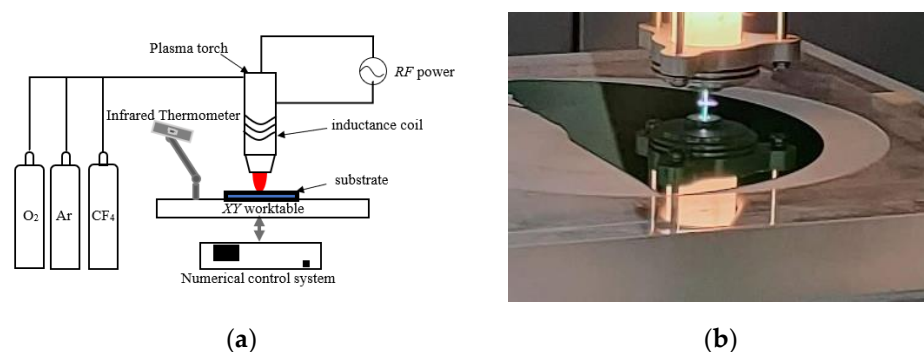 Plasma torch
RF power
Infrared Thermometer
inductance coil
substrate
O₂
Ar
CF₄
XY worktable
Numerical control system
(a)
(b)